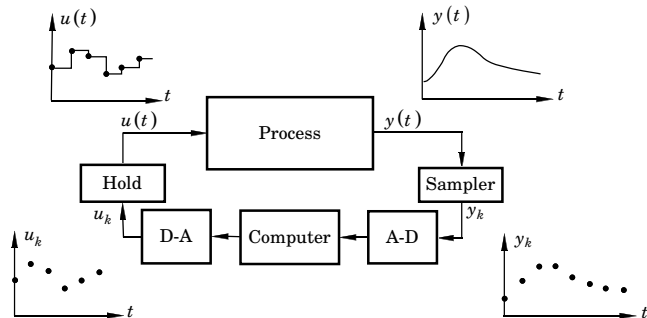 u(t)
y(t)
t
t
u(t)
Process
y(t)
Hold
Sampler
u_k
y_k
D-A
Computer
A-D
u_k
y_k
t
t